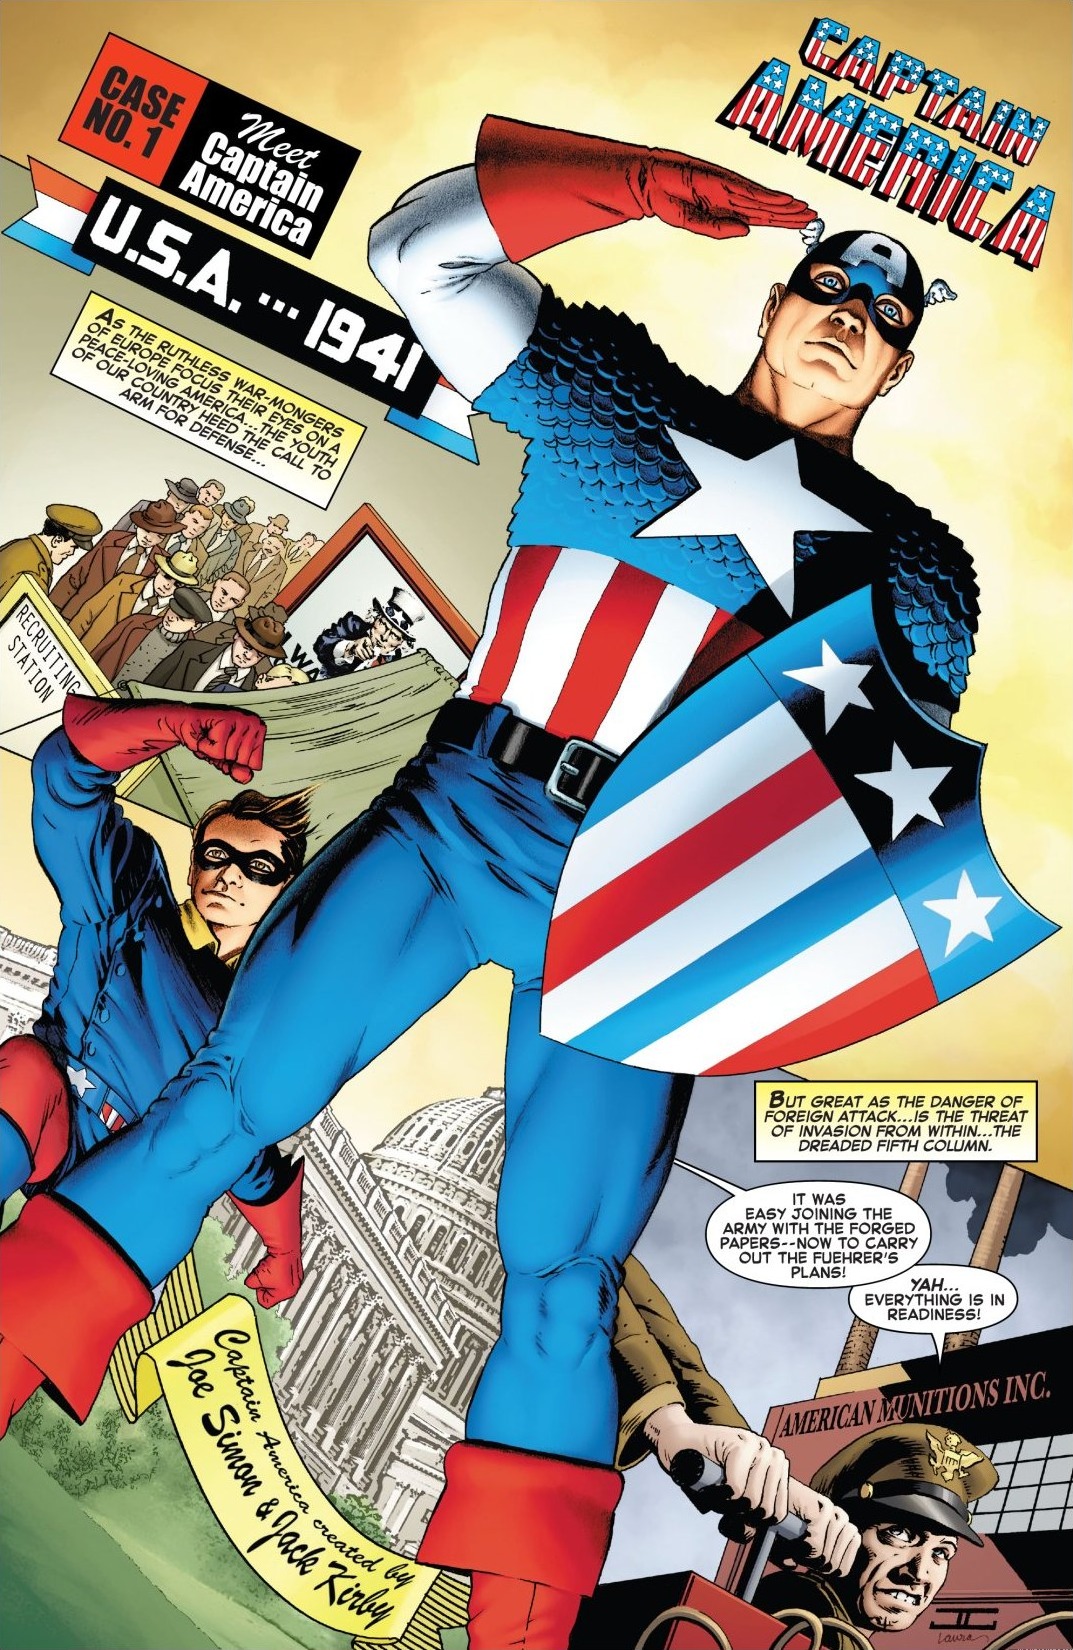 CAPTAIN
AMERICA
CASE
NO. 1
Meet
Captain
America
U.S.A. ... 1941
AS THE RUTHLESS WAR-MONGERS
OF EUROPE FOCUS THEIR EYES ON A
PEACE-LOVING AMERICA...THE YOUTH
OF OUR COUNTRY HEED THE CALL TO
ARM FOR DEFENSE...
RECRUITING
STATION
I WA
A
BUT GREAT AS THE DANGER OF
FOREIGN ATTACK...IS THE THREAT
OF INVASION FROM WITHIN...THE
DREADED FIFTH COLUMN.
IT WAS
EASY JOINING THE
ARMY WITH THE FORGED
PAPERS--NOW TO CARRY
OUT THE FUEHRER'S
PLANS!
YAH...
EVERYTHING IS IN
READINESS!
AMERICAN MUNITIONS INC.
Captain America created by
Joe Simon & Jack Kirby
Laura